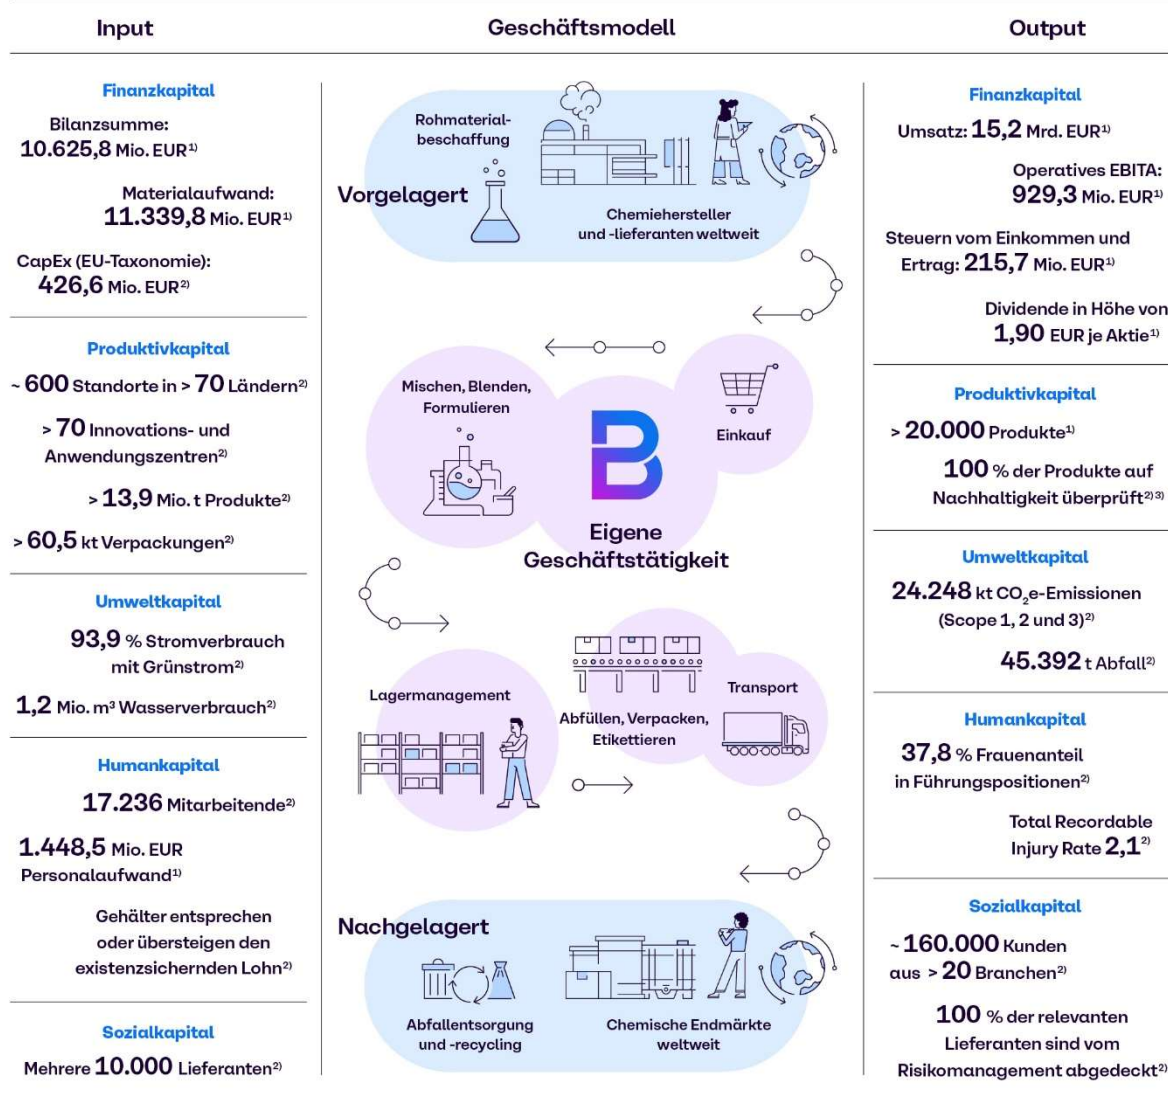 Input
Geschäftsmodell
Output
Finanzkapital
Bilanzsumme:
10.625,8 Mio. EUR¹⁾
Materialaufwand:
11.339,8 Mio. EUR¹⁾
CapEx (EU-Taxonomie):
426,6 Mio. EUR²⁾
Produktivkapital
~ 600 Standorte in > 70 Ländern²⁾
> 70 Innovations- und
Anwendungszentren²⁾
> 13,9 Mio. t Produkte²⁾
> 60,5 kt Verpackungen²⁾
Umweltkapital
93,9 % Stromverbrauch
mit Grünstrom²⁾
1,2 Mio. m³ Wasserverbrauch²⁾
Humankapital
17.236 Mitarbeitende²⁾
1.448,5 Mio. EUR
Personalaufwand¹⁾
Gehälter entsprechen
oder übersteigen den
existenzsichernden Lohn²⁾
Sozialkapital
Mehrere 10.000 Lieferanten²⁾
Rohmaterial-
beschaffung
Vorgelagert
Chemiehersteller
und -lieferanten weltweit
Mischen, Blenden,
Formulieren
Einkauf
B
Eigene
Geschäftstätigkeit
Lagermanagement
Abfüllen, Verpacken,
Etikettieren
Transport
Nachgelagert
Abfallentsorgung
und -recycling
Chemische Endmärkte
weltweit
Finanzkapital
Umsatz: 15,2 Mrd. EUR¹⁾
Operatives EBITA:
929,3 Mio. EUR¹⁾
Steuern vom Einkommen und
Ertrag: 215,7 Mio. EUR¹⁾
Dividende in Höhe von
1,90 EUR je Aktie¹⁾
Produktivkapital
> 20.000 Produkte¹⁾
100 % der Produkte auf
Nachhaltigkeit überprüft²⁾³⁾
Umweltkapital
24.248 kt CO₂e-Emissionen
(Scope 1, 2 und 3)²⁾
45.392 t Abfall²⁾
Humankapital
37,8 % Frauenanteil
in Führungspositionen²⁾
Total Recordable
Injury Rate 2,1²⁾
Sozialkapital
~ 160.000 Kunden
aus > 20 Branchen²⁾
100 % der relevanten
Lieferanten sind vom
Risikomanagement abgedeckt²⁾